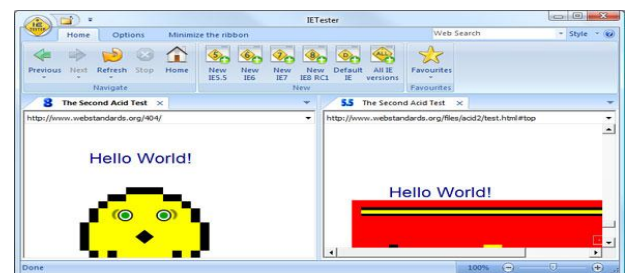 IETester
Home Options Minimize the ribbon Web Search Style
Previous Next Refresh Stop Home New IE5.5 New IE6 New IE7 New IE8 RC1 Default IE All IE versions Favourites
Navigate New Favourites
8 The Second Acid Test 5.5 The Second Acid Test
http://www.webstandards.org/404/ http://www.webstandards.org/files/acid2/test.html#top
Hello World!
Hello World!
Done 100%